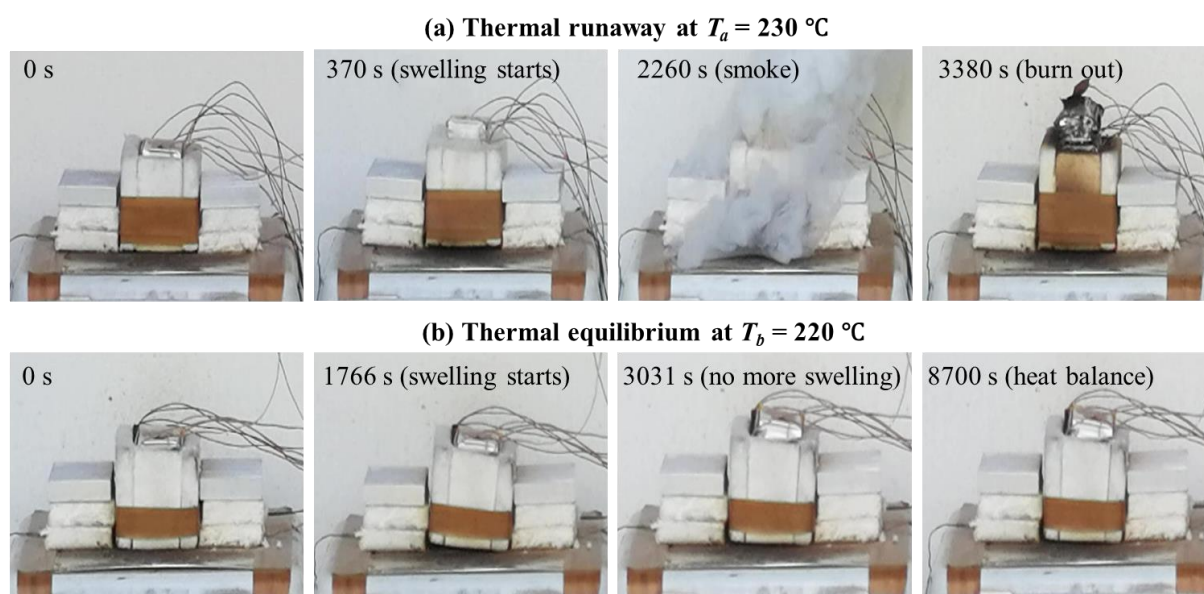 (a) Thermal runaway at Tₐ = 230 ℃
0 s
370 s (swelling starts)
2260 s (smoke)
3380 s (burn out)
(b) Thermal equilibrium at T_b = 220 ℃
0 s
1766 s (swelling starts)
3031 s (no more swelling)
8700 s (heat balance)